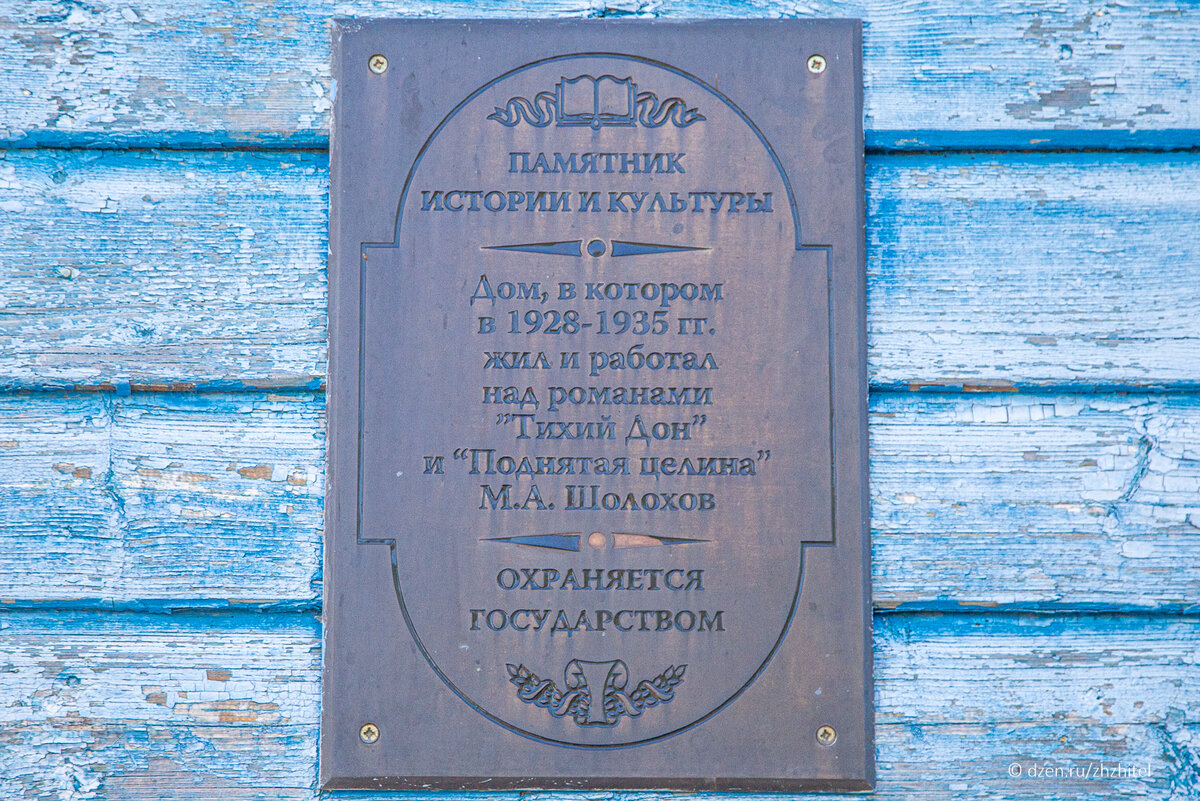 ПАМЯТНИК
ИСТОРИИ И КУЛЬТУРЫ
Дом, в котором
в 1928-1935 гг.
жил и работал
над романами
”Тихий Дон”
и “Поднятая целина”
М.А. Шолохов
ОХРАНЯЕТСЯ
ГОСУДАРСТВОМ
© dzen.ru/zhzhitel